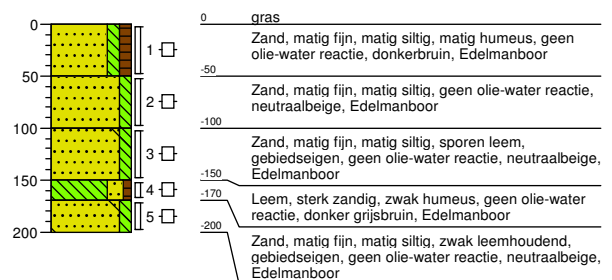 0
50
100
150
200
1
2
3
4
5
0
gras
Zand, matig fijn, matig siltig, matig humeus, geen
olie-water reactie, donkerbruin, Edelmanboor
-50
Zand, matig fijn, matig siltig, geen olie-water reactie,
neutraalbeige, Edelmanboor
-100
Zand, matig fijn, matig siltig, sporen leem,
gebiedseigen, geen olie-water reactie, neutraalbeige,
Edelmanboor
-150
Leem, sterk zandig, zwak humeus, geen olie-water
reactie, donker grijsbruin, Edelmanboor
-170
Zand, matig fijn, matig siltig, zwak leemhoudend,
gebiedseigen, geen olie-water reactie, neutraalbeige,
Edelmanboor
-200